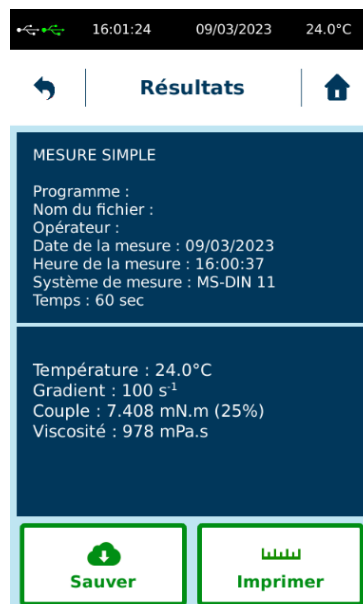 16:01:24 09/03/2023 24.0°C
Résultats
MESURE SIMPLE
Programme :
Nom du fichier :
Opérateur :
Date de la mesure : 09/03/2023
Heure de la mesure : 16:00:37
Système de mesure : MS-DIN 11
Temps : 60 sec
Température : 24.0°C
Gradient : 100 s⁻¹
Couple : 7.408 mN.m (25%)
Viscosité : 978 mPa.s
Sauver
Imprimer